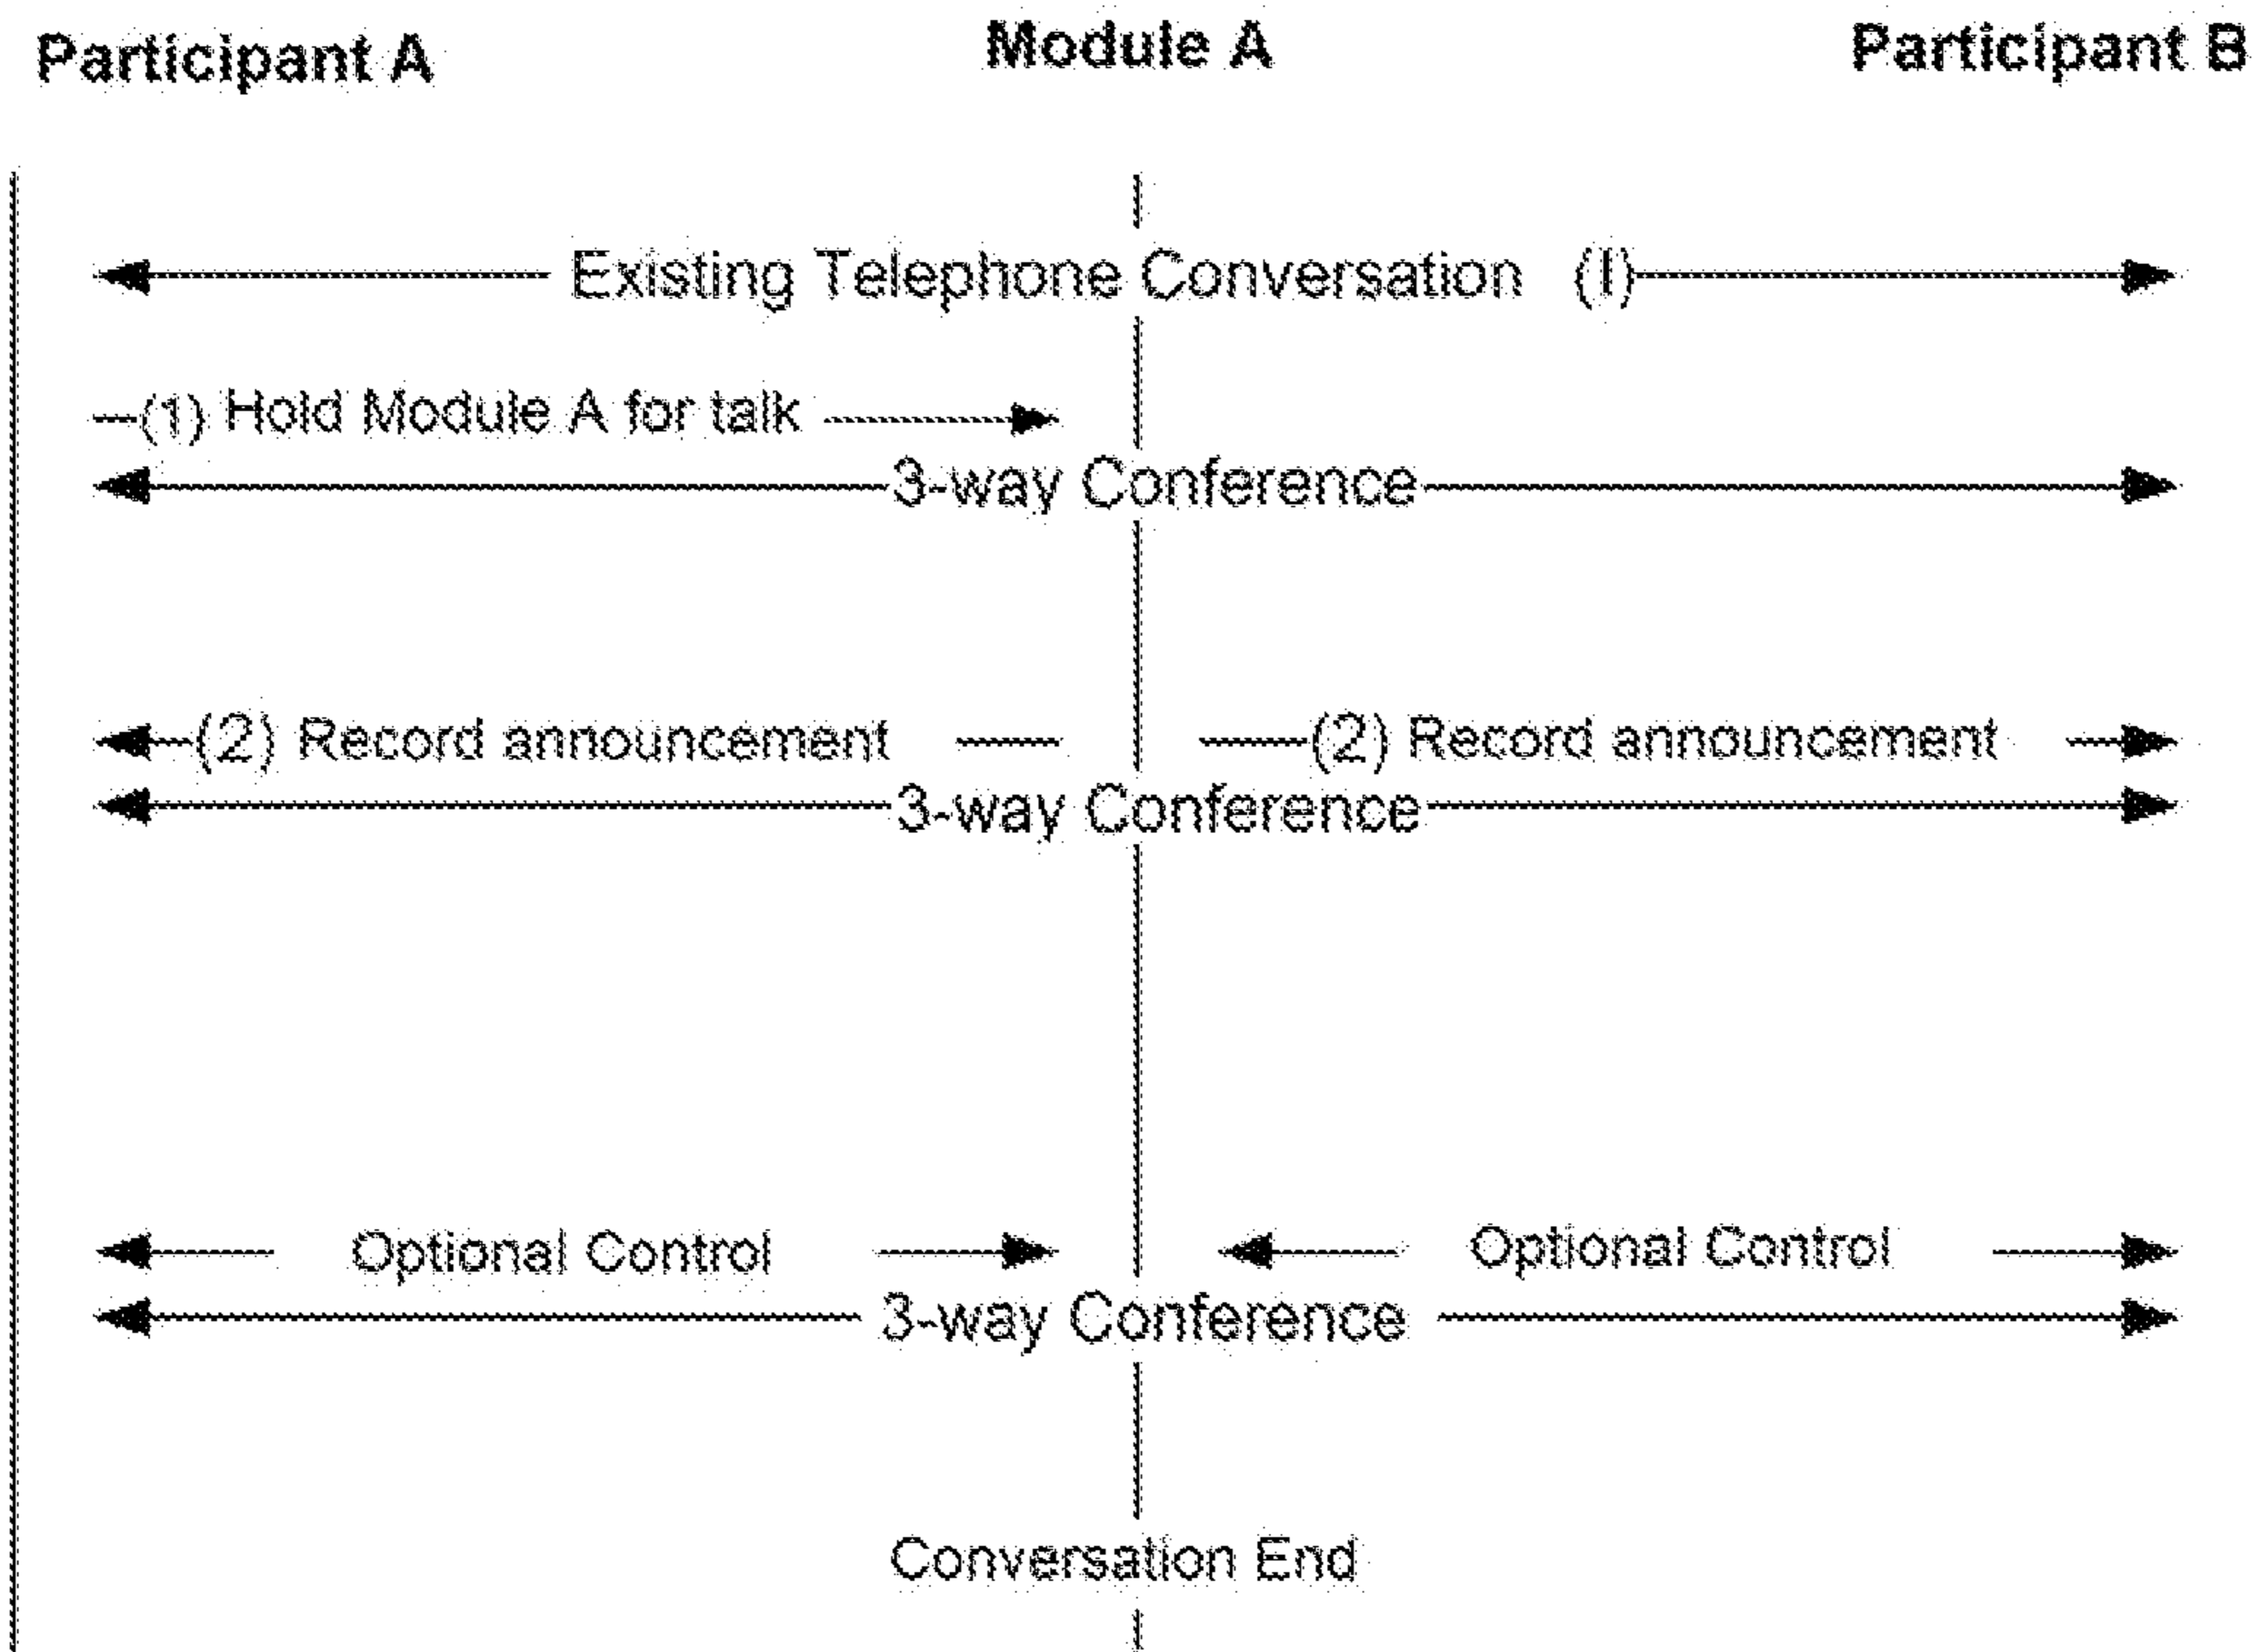 Participant A Module A Participant B
Existing Telephone Conversation (I)
(1) Hold Module A for talk
3-way Conference
(2) Record announcement (2) Record announcement
3-way Conference
Optional Control Optional Control
3-way Conference
Conversation End